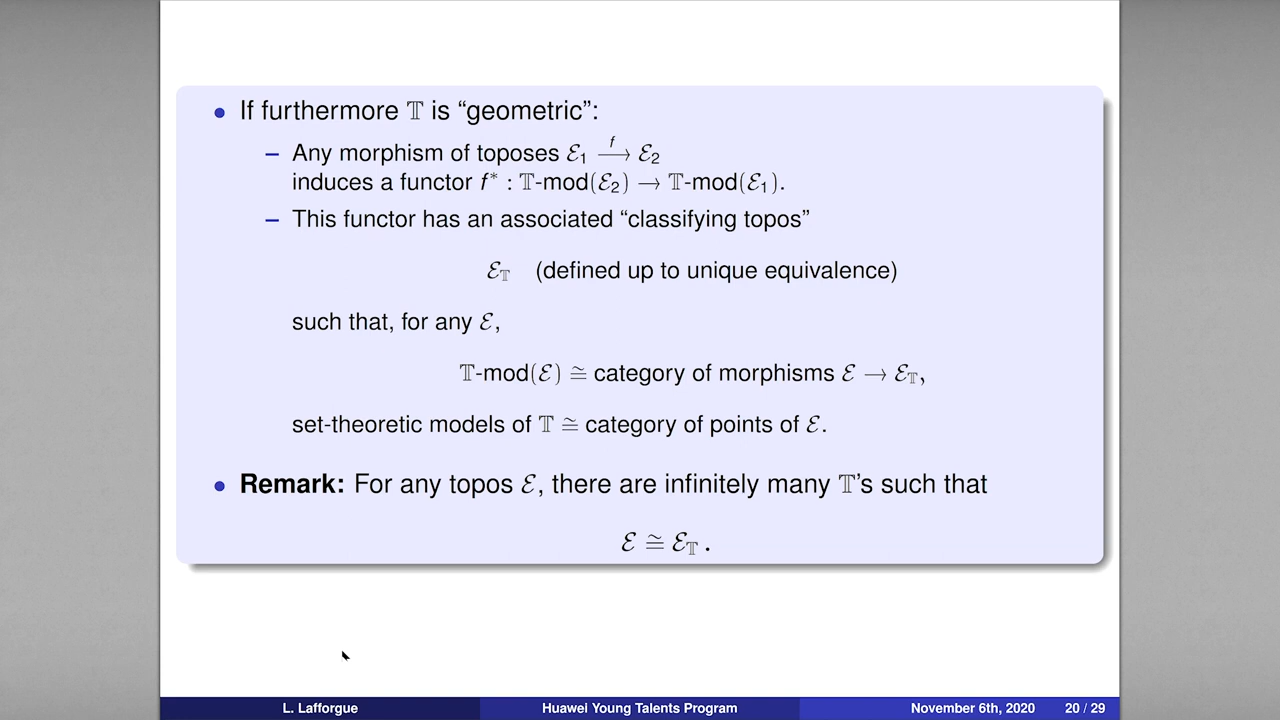 • If furthermore 𝕋 is “geometric”:
– Any morphism of toposes ℰ₁ —f→ ℰ₂
induces a functor f* : 𝕋-mod(ℰ₂) → 𝕋-mod(ℰ₁).
– This functor has an associated “classifying topos”
ℰ_𝕋 (defined up to unique equivalence)
such that, for any ℰ,
𝕋-mod(ℰ) ≅ category of morphisms ℰ → ℰ_𝕋,
set-theoretic models of 𝕋 ≅ category of points of ℰ.
• Remark: For any topos ℰ, there are infinitely many 𝕋’s such that
ℰ ≅ ℰ_𝕋 .
L. Lafforgue Huawei Young Talents Program November 6th, 2020 20 / 29